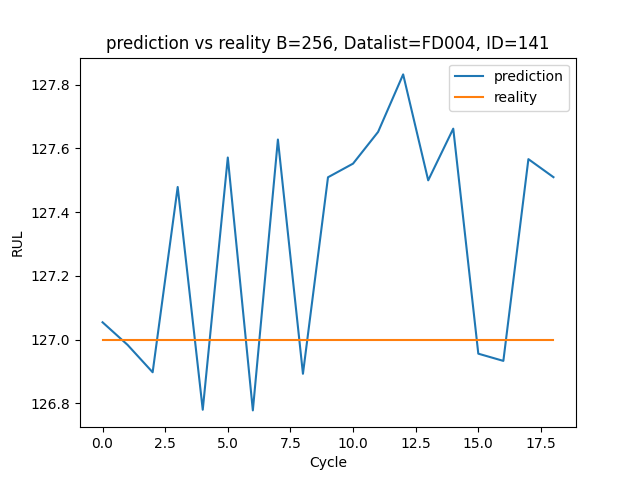 prediction vs reality B=256, Datalist=FD004, ID=141
prediction
reality
127.8
127.6
127.4
127.2
127.0
126.8
RUL
0.0 2.5 5.0 7.5 10.0 12.5 15.0 17.5
Cycle